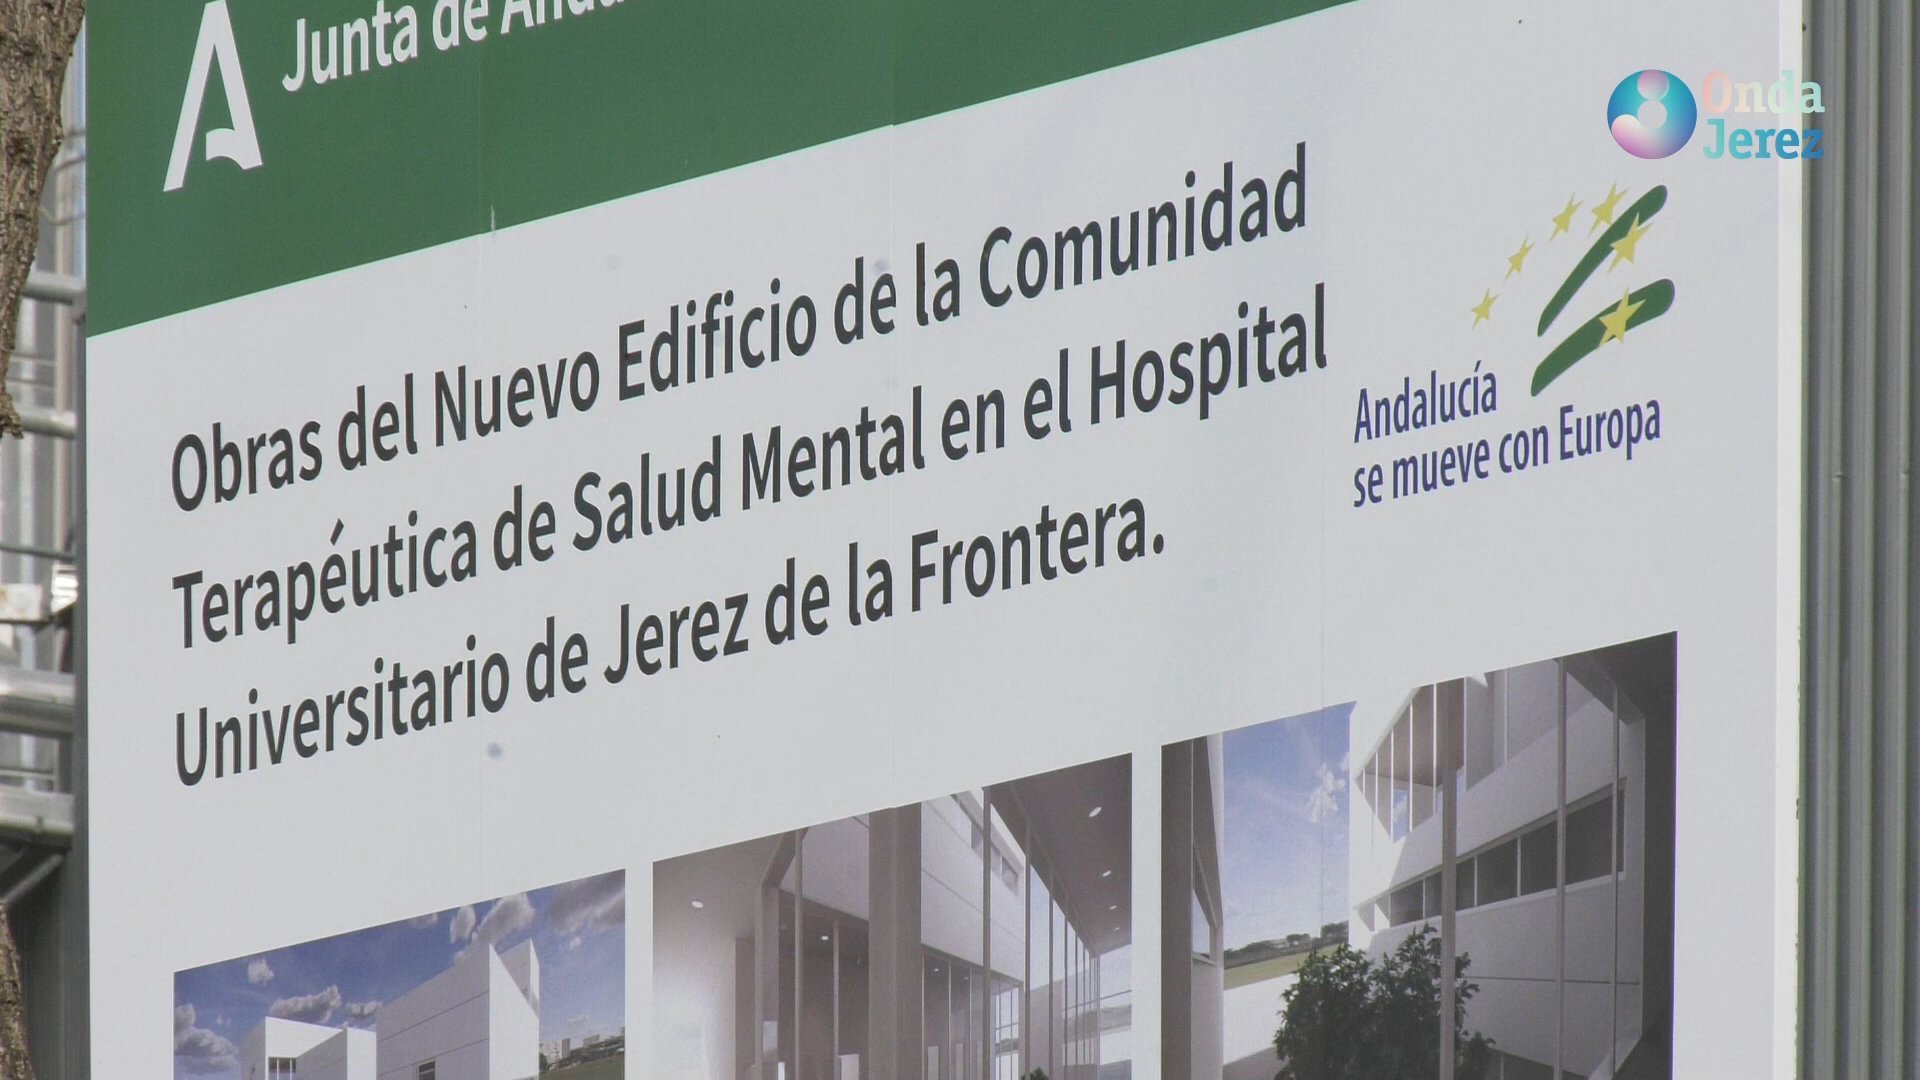 Junta de
Onda
Jerez
Obras del Nuevo Edificio de la Comunidad
Terapéutica de Salud Mental en el Hospital
Universitario de Jerez de la Frontera.
Andalucía
se mueve con Europa